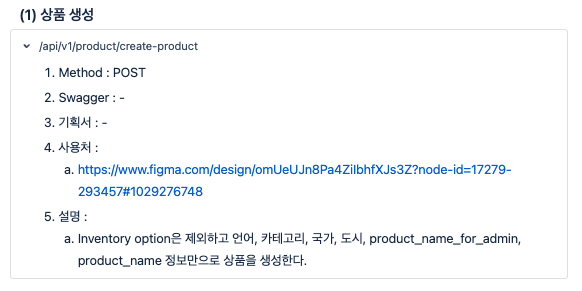 (1) 상품 생성
/api/v1/product/create-product
1. Method : POST
2. Swagger : -
3. 기획서 : -
4. 사용처 :
a. https://www.figma.com/design/omUeUJn8Pa4ZilbhfXJs3Z?node-id=17279-
293457#1029276748
5. 설명 :
a. Inventory option은 제외하고 언어, 카테고리, 국가, 도시, product_name_for_admin,
product_name 정보만으로 상품을 생성한다.